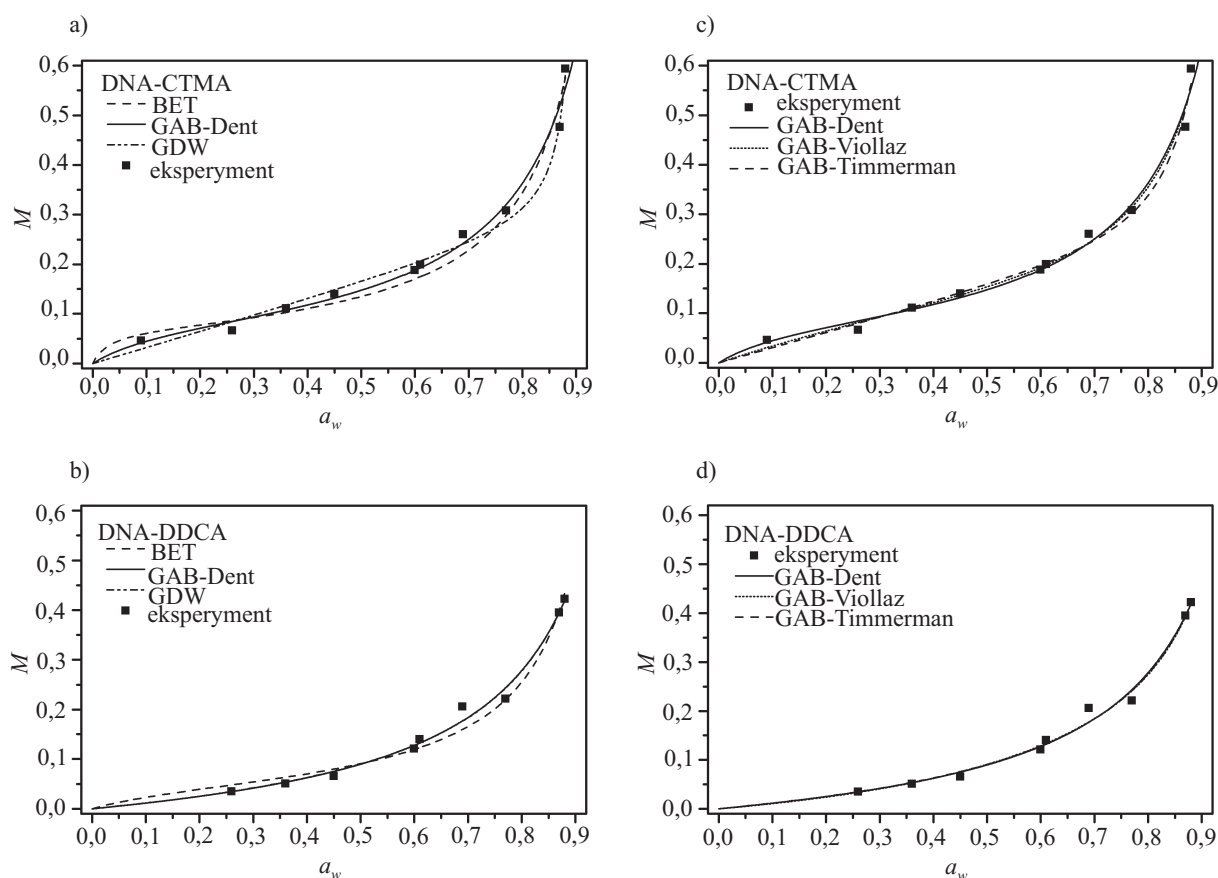 a)
0,6
0,5
0,4
0,3
0,2
0,1
0,0
M
DNA-CTMA
BET
GAB-Dent
GDW
eksperyment
0,0 0,1 0,2 0,3 0,4 0,5 0,6 0,7 0,8 0,9
a_w
c)
0,6
0,5
0,4
0,3
0,2
0,1
0,0
M
DNA-CTMA
eksperyment
GAB-Dent
GAB-Viollaz
GAB-Timmerman
0,0 0,1 0,2 0,3 0,4 0,5 0,6 0,7 0,8 0,9
a_w
b)
0,6
0,5
0,4
0,3
0,2
0,1
0,0
M
DNA-DDCA
BET
GAB-Dent
GDW
eksperyment
0,0 0,1 0,2 0,3 0,4 0,5 0,6 0,7 0,8 0,9
a_w
d)
0,6
0,5
0,4
0,3
0,2
0,1
0,0
M
DNA-DDCA
eksperyment
GAB-Dent
GAB-Viollaz
GAB-Timmerman
0,0 0,1 0,2 0,3 0,4 0,5 0,6 0,7 0,8 0,9
a_w